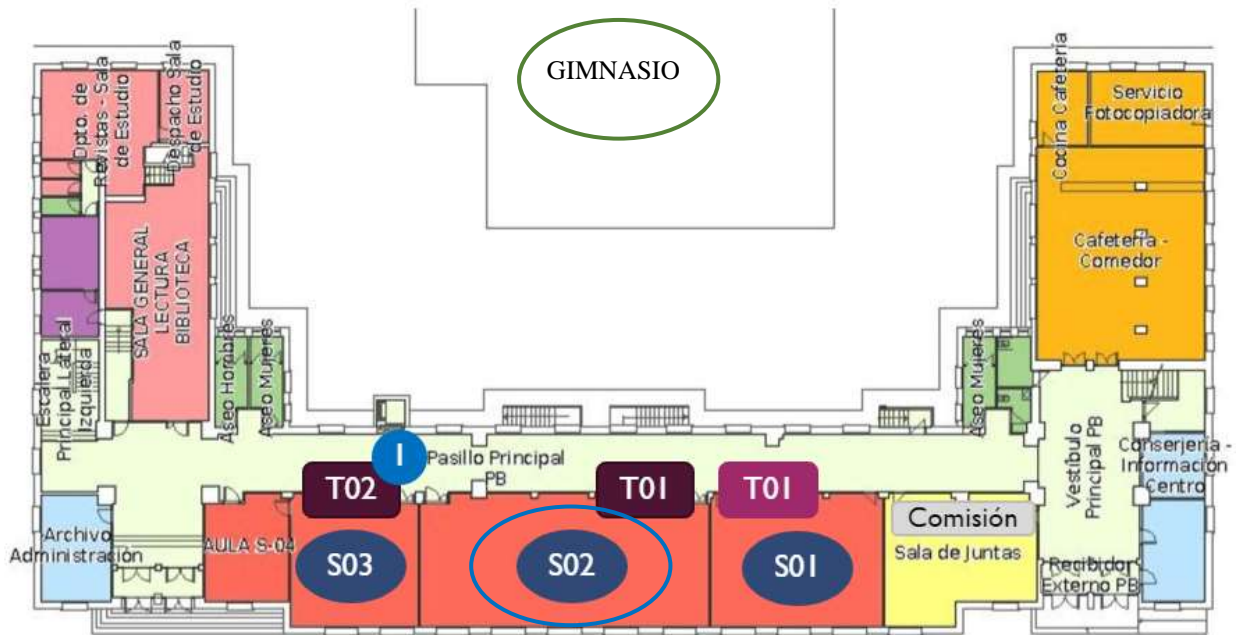 GIMNASIO
Dpto. de
Revistas - Sala
de Estudio
Despacho Sala
de Estudio
Cocina Cafetería
Servicio
Fotocopiadora
SALA GENERAL
LECTURA
BIBLIOTECA
Cafetería -
Comedor
Escalera
Principal Lateral
Izquierda
Aseo Hombres
Aseo Mujeres
Aseo Mujeres
1
Pasillo Principal
PB
Vestíbulo
Principal PB
Conserjería -
Información
Centro
T02
T01
T01
Archivo
Administración
AULA S-04
S03
S02
S01
Comisión
Sala de Juntas
Recibidor
Externo PB